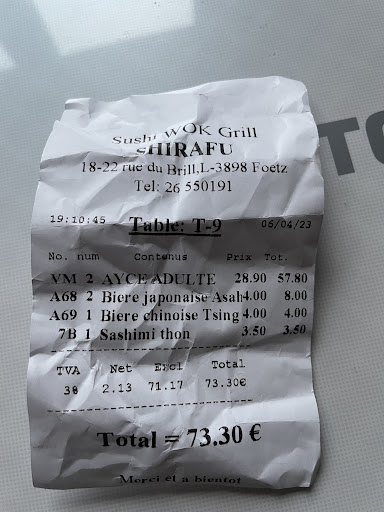 Sushi WOK Grill
SHIRAFU
18-22 rue du Brill,L-3898 Foetz
Tel: 26 550191
19:10:45 Table: T-9 05/04/23
No. num Contenus Prix Tot.
VM 2 AYCE ADULTE 28.90 57.80
A68 2 Biere japonaise Asah 4.00 8.00
A69 1 Biere chinoise Tsing 4.00 4.00
7B 1 Sashimi thon 3.50 3.50
TVA Net Excl Total
3% 2.13 71.17 73.30€
Total = 73.30 €
Merci et a bientot